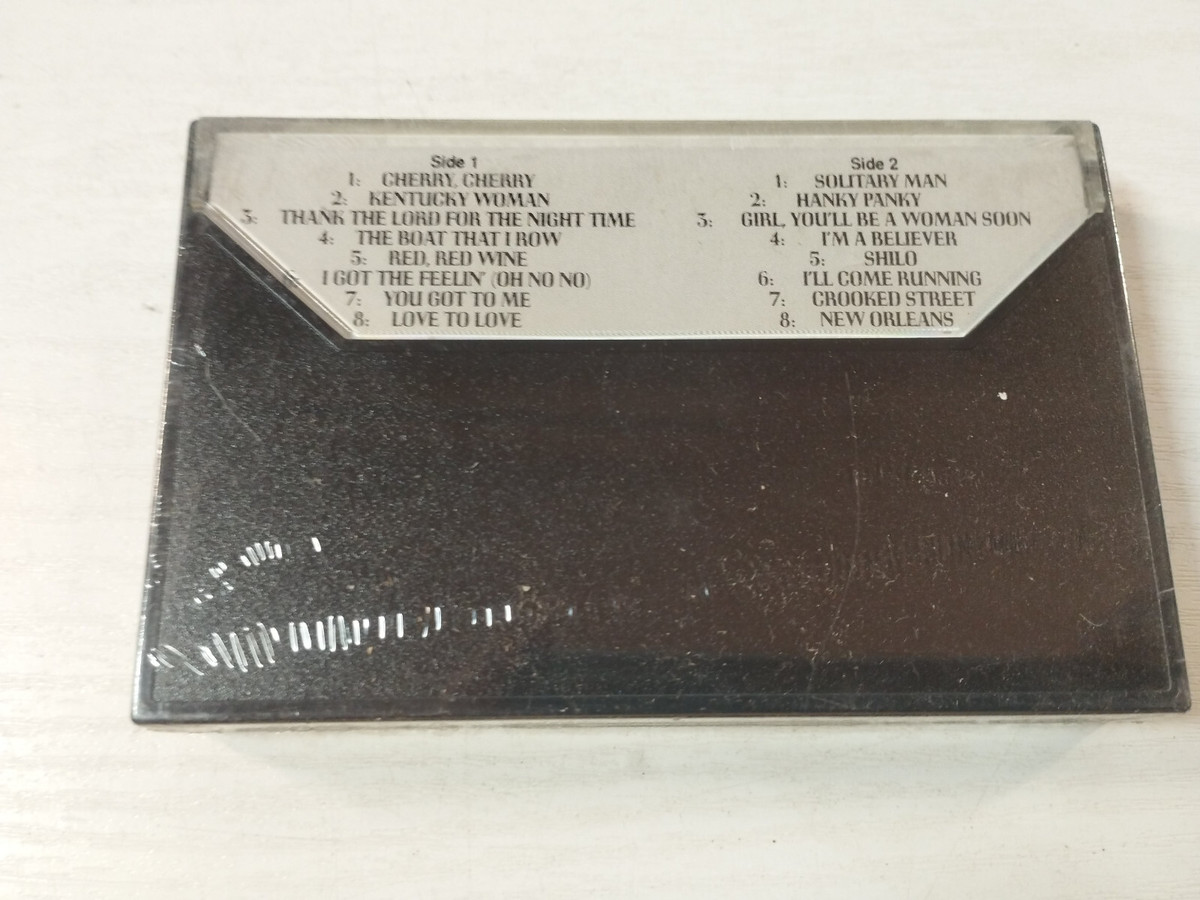 Side 1
1: CHERRY, CHERRY
2: KENTUCKY WOMAN
3: THANK THE LORD FOR THE NIGHT TIME
4: THE BOAT THAT I ROW
5: RED, RED WINE
I GOT THE FEELIN' (OH NO NO)
7: YOU GOT TO ME
8: LOVE TO LOVE
Side 2
1: SOLITARY MAN
2: HANKY PANKY
3: GIRL, YOU'LL BE A WOMAN SOON
4: I'M A BELIEVER
5: SHILO
6: I'LL COME RUNNING
7: CROOKED STREET
8: NEW ORLEANS